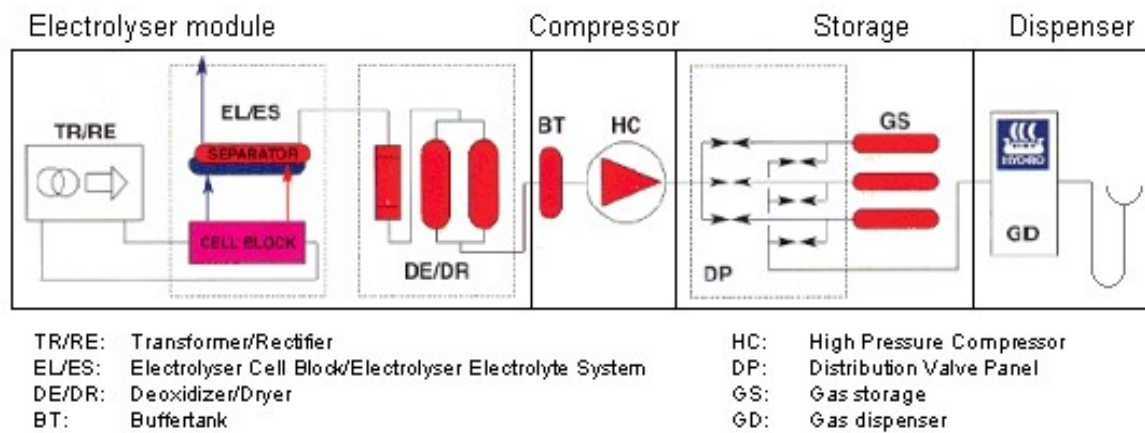 Electrolyser module
Compressor
Storage
Dispenser
TR/RE
EL/ES
SEPARATOR
CELL BLOCK
DE/DR
BT
HC
DP
GS
HYDRO
GD
TR/RE: Transformer/Rectifier
EL/ES: Electrolyser Cell Block/Electrolyser Electrolyte System
DE/DR: Deoxidizer/Dryer
BT: Buffertank
HC: High Pressure Compressor
DP: Distribution Valve Panel
GS: Gas storage
GD: Gas dispenser